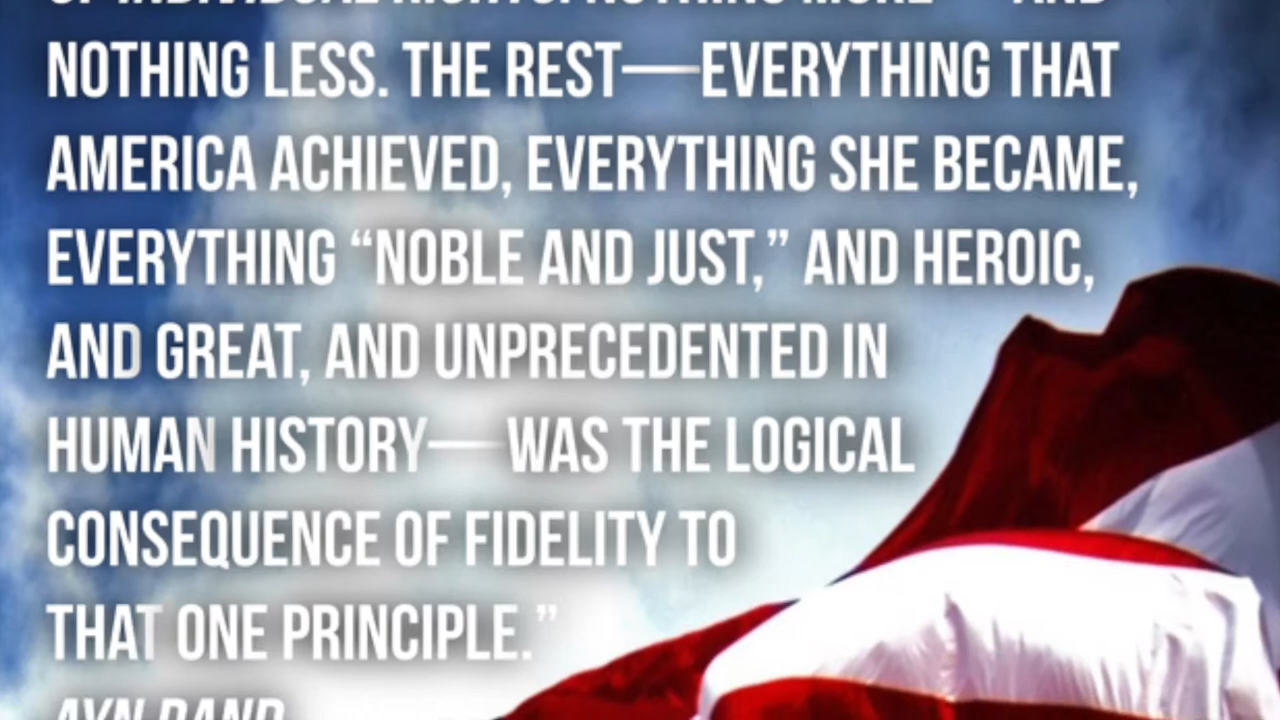 OF INDIVIDUAL RIGHTS. NOTHING MORE — AND
NOTHING LESS. THE REST—EVERYTHING THAT
AMERICA ACHIEVED, EVERYTHING SHE BECAME,
EVERYTHING “NOBLE AND JUST,” AND HEROIC,
AND GREAT, AND UNPRECEDENTED IN
HUMAN HISTORY— WAS THE LOGICAL
CONSEQUENCE OF FIDELITY TO
THAT ONE PRINCIPLE.”
AYN RAND